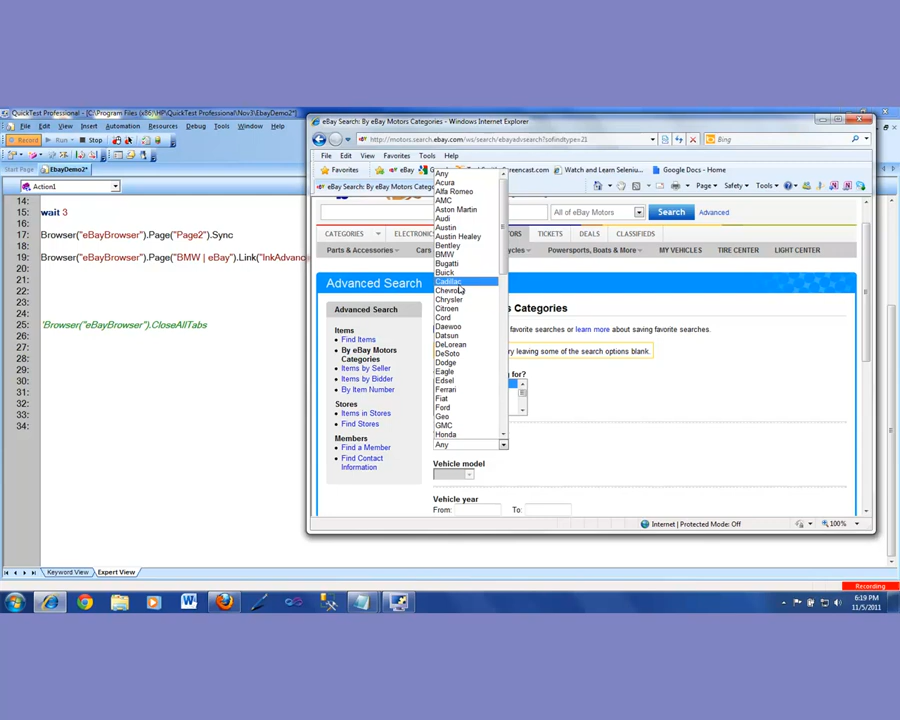 QuickTest Professional - [C:\Program Files (x86)\HP\QuickTest Professional\Nov3\EbayDemo2*]
File Edit View Insert Automation Resources Debug Tools Window Help
Record Run Stop
Start Page EbayDemo2*
Action1
14:
15: wait 3
16:
17: Browser("eBayBrowser").Page("Page2").Sync
18:
19: Browser("eBayBrowser").Page("BMW | eBay").Link("lnkAdvanc
20:
21:
22:
23:
24:
25: 'Browser("eBayBrowser").CloseAllTabs
26:
27:
28:
29:
30:
31:
32:
33:
34:
Keyword View Expert View
eBay Search: By eBay Motors Categories - Windows Internet Explorer
http://motors.search.ebay.com/ws/search/ebayadvsearch?sofindtype=21
Bing
File Edit View Favorites Tools Help
Favorites eBay screencast.com Watch and Learn Seleniu... Google Docs - Home
eBay Search: By eBay Motors Categ
Page Safety Tools
All of eBay Motors Search Advanced
CATEGORIES ELECTRONI ORS TICKETS DEALS CLASSIFIEDS
Parts & Accessories Cars cycles Powersports, Boats & More MY VEHICLES TIRE CENTER LIGHT CENTER
Advanced Search
Advanced Search
Items
Find Items
By eBay Motors
Categories
Items by Seller
Items by Bidder
By Item Number
Stores
Items in Stores
Find Stores
Members
Find a Member
Find Contact
Information
s Categories
favorite searches or learn more about saving favorite searches.
ry leaving some of the search options blank.
g for?
Any
Acura
Alfa Romeo
AMC
Aston Martin
Audi
Austin
Austin Healey
Bentley
BMW
Bugatti
Buick
Cadillac
Chevrolet
Chrysler
Citroen
Cord
Daewoo
Datsun
DeLorean
DeSoto
Dodge
Eagle
Edsel
Ferrari
Fiat
Ford
Geo
GMC
Honda
Any
Vehicle model
Vehicle year
From: To:
Internet | Protected Mode: Off 100%
Recording
6:19 PM
11/5/2011